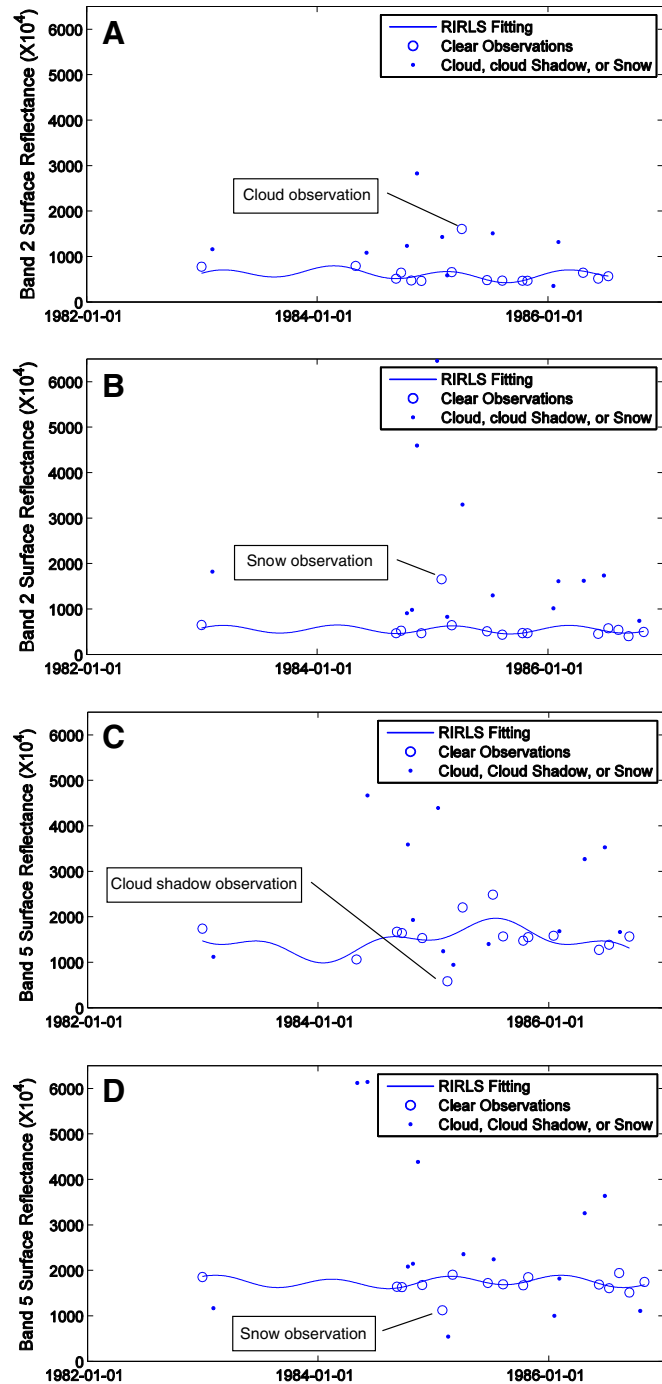 A
Band 2 Surface Reflectance (X10⁴)
6000
5000
4000
3000
2000
1000
0
1982-01-01
1984-01-01
1986-01-01
RIRLS Fitting
Clear Observations
Cloud, cloud Shadow, or Snow
Cloud observation
B
Band 2 Surface Reflectance (X10⁴)
6000
5000
4000
3000
2000
1000
0
1982-01-01
1984-01-01
1986-01-01
RIRLS Fitting
Clear Observations
Cloud, cloud Shadow, or Snow
Snow observation
C
Band 5 Surface Reflectance (X10⁴)
6000
5000
4000
3000
2000
1000
0
1982-01-01
1984-01-01
1986-01-01
RIRLS Fitting
Clear Observations
Cloud, Cloud Shadow, or Snow
Cloud shadow observation
D
Band 5 Surface Reflectance (X10⁴)
6000
5000
4000
3000
2000
1000
0
1982-01-01
1984-01-01
1986-01-01
RIRLS Fitting
Clear Observations
Cloud, Cloud Shadow, or Snow
Snow observation